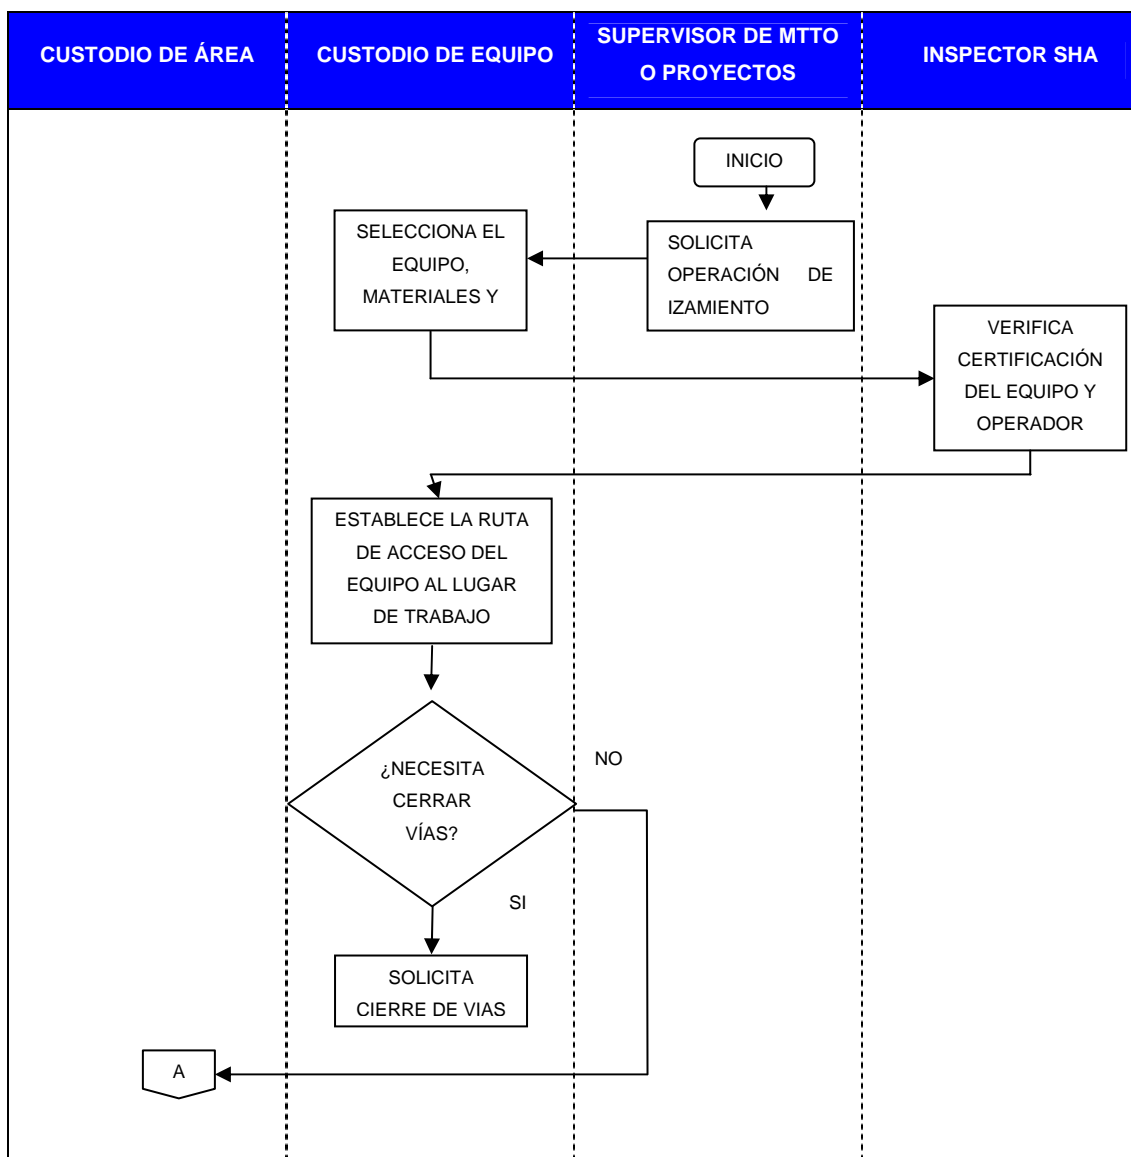 CUSTODIO DE ÁREA
CUSTODIO DE EQUIPO
SUPERVISOR DE MTTO
O PROYECTOS
INSPECTOR SHA
INICIO
SELECCIONA EL
EQUIPO,
MATERIALES Y
SOLICITA
OPERACIÓN DE
IZAMIENTO
VERIFICA
CERTIFICACIÓN
DEL EQUIPO Y
OPERADOR
ESTABLECE LA RUTA
DE ACCESO DEL
EQUIPO AL LUGAR
DE TRABAJO
¿NECESITA
CERRAR
VÍAS?
NO
SI
SOLICITA
CIERRE DE VIAS
A